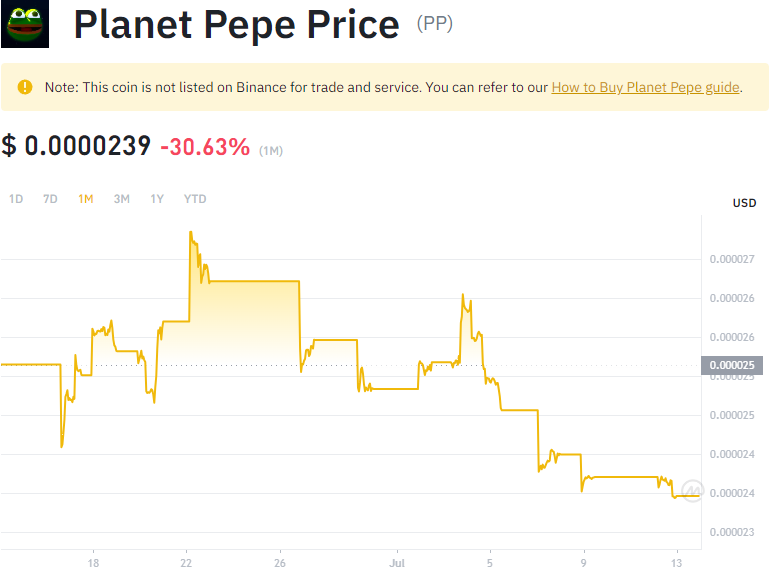 Planet Pepe Price (PP)
Note: This coin is not listed on Binance for trade and service. You can refer to our How to Buy Planet Pepe guide.
$ 0.0000239 -30.63% (1M)
1D 7D 1M 3M 1Y YTD
USD
0.000027
0.000026
0.000026
0.000025
0.000025
0.000025
0.000024
0.000024
0.000023
18 22 26 Jul 5 9 13